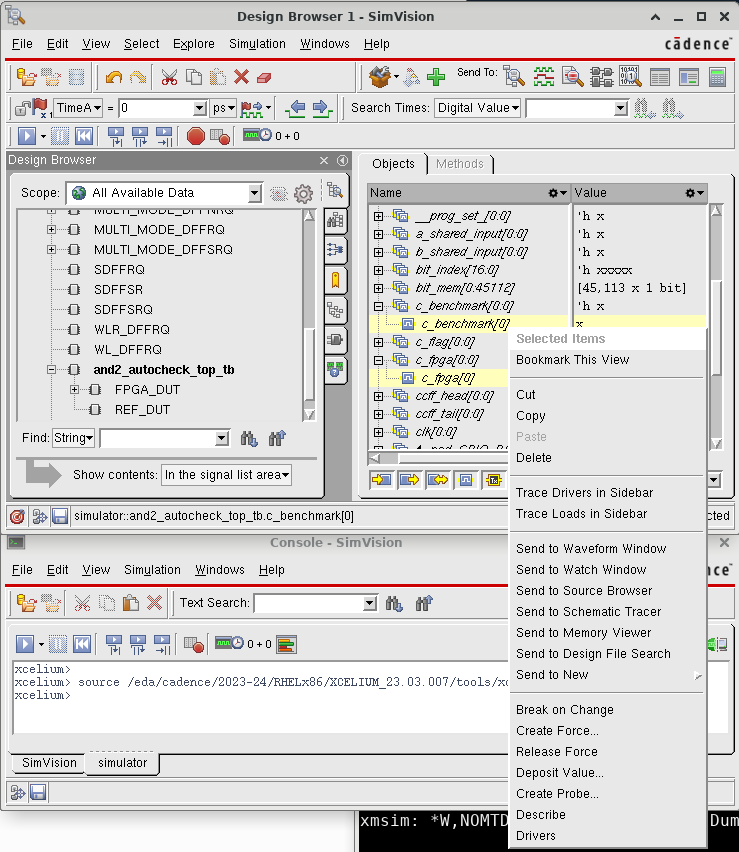 Design Browser 1 - SimVision
File Edit View Select Explore Simulation Windows Help
cādence™
Send To:
TimeA = 0 ps Search Times: Digital Value
0 + 0
Design Browser
Scope: All Available Data
MULTI_MODE_DFFNRQ
MULTI_MODE_DFFRQ
MULTI_MODE_DFFSRQ
SDFFRQ
SDFFSR
SDFFSRQ
WLR_DFFRQ
WL_DFFRQ
and2_autocheck_top_tb
FPGA_DUT
REF_DUT
Find: String
Show contents: In the signal list area
Objects Methods
Name Value
__prog_set_[0:0] 'h x
a_shared_input[0:0] 'h x
b_shared_input[0:0] 'h x
bit_index[16:0] 'h xxxxx
bit_mem[0:45112] [45,113 x 1 bit]
c_benchmark[0:0] 'h x
c_benchmark[0] x
c_flag[0:0]
c_fpga[0:0]
c_fpga[0]
ccff_head[0:0]
ccff_tail[0:0]
clk[0:0]
simulator::and2_autocheck_top_tb.c_benchmark[0]
cted
Selected Items
Bookmark This View
Cut
Copy
Paste
Delete
Trace Drivers in Sidebar
Trace Loads in Sidebar
Send to Waveform Window
Send to Watch Window
Send to Source Browser
Send to Schematic Tracer
Send to Memory Viewer
Send to Design File Search
Send to New
Break on Change
Create Force...
Release Force
Deposit Value...
Create Probe...
Describe
Drivers
Console - SimVision
File Edit View Simulation Windows Help
nce™
Text Search:
0 + 0
xcelium>
xcelium> source /eda/cadence/2023-24/RHELx86/XCELIUM_23.03.007/tools/xc
xcelium>
SimVision simulator
xmsim: *W,NOMTD
Dum